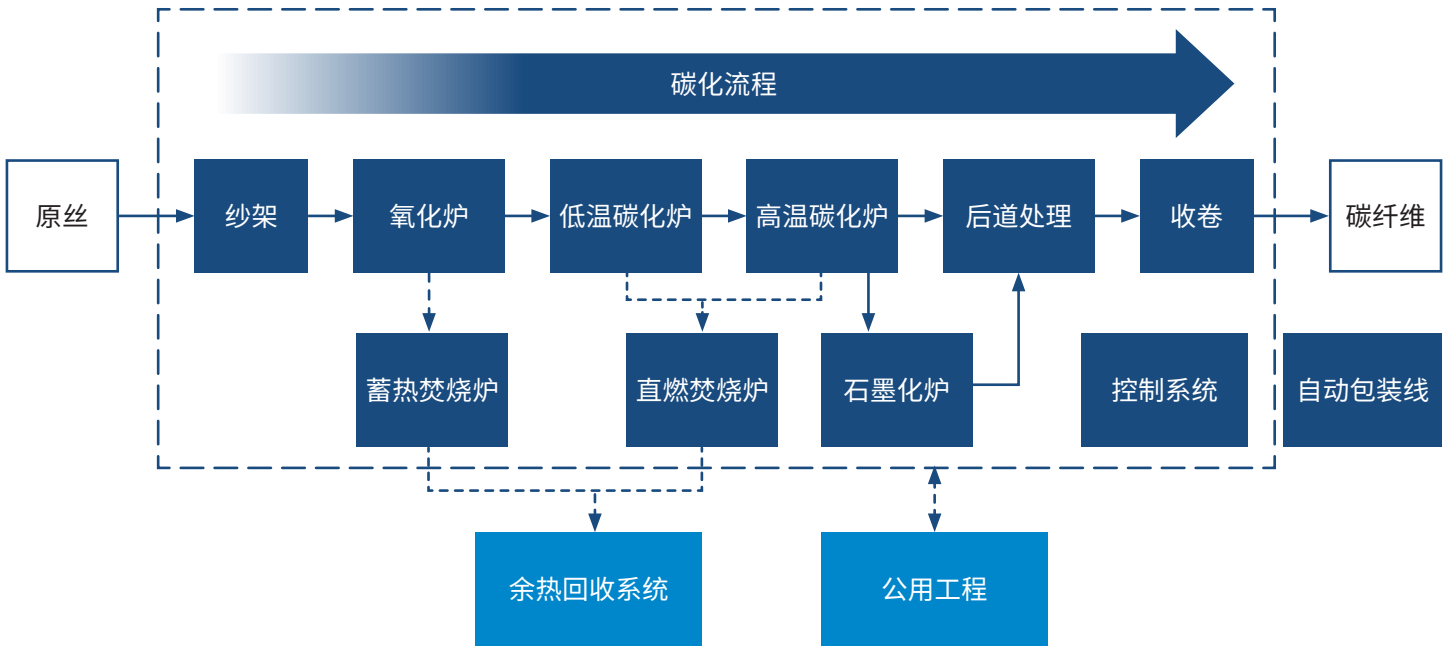 碳化流程
原丝
纱架
氧化炉
低温碳化炉
高温碳化炉
后道处理
收卷
碳纤维
蓄热焚烧炉
直燃焚烧炉
石墨化炉
控制系统
自动包装线
余热回收系统
公用工程